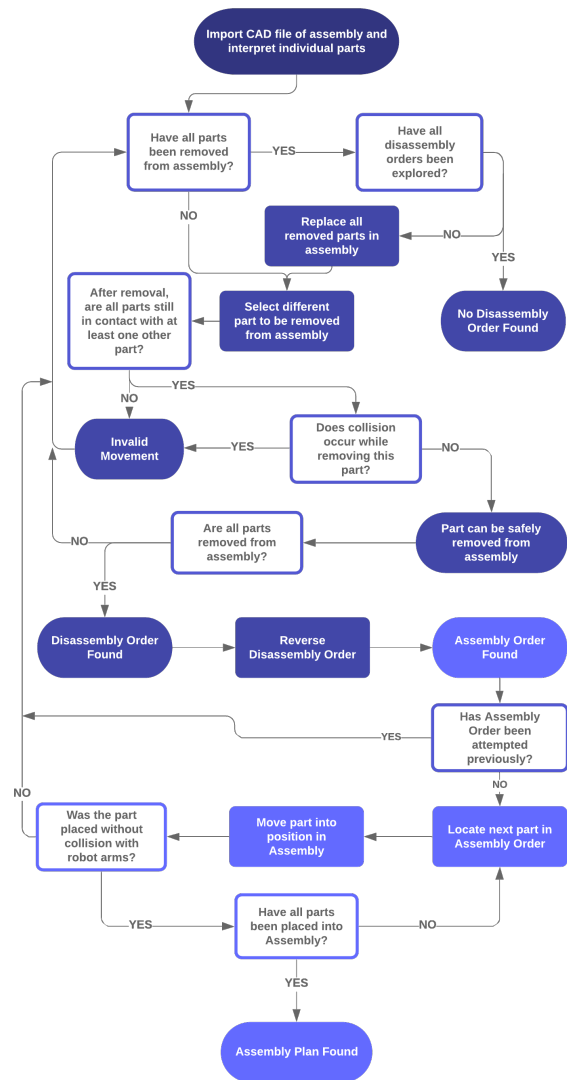 Import CAD file of assembly and
interpret individual parts
Have all parts
been removed
from assembly?
YES
Have all
disassembly
orders been
explored?
NO
Replace all
removed parts in
assembly
NO
YES
After removal,
are all parts still
in contact with at
least one other
part?
Select different
part to be removed
from assembly
No Disassembly
Order Found
YES
NO
Invalid
Movement
YES
Does collision
occur while
removing this
part?
NO
NO
Are all parts
removed from
assembly?
Part can be safely
removed from
assembly
YES
Disassembly Order
Found
Reverse
Disassembly Order
Assembly Order
Found
YES
Has Assembly
Order been
attempted
previously?
NO
NO
Was the part
placed without
collision with
robot arms?
Move part into
position in
Assembly
Locate next part in
Assembly Order
YES
Have all parts
been placed into
Assembly?
NO
YES
Assembly Plan Found